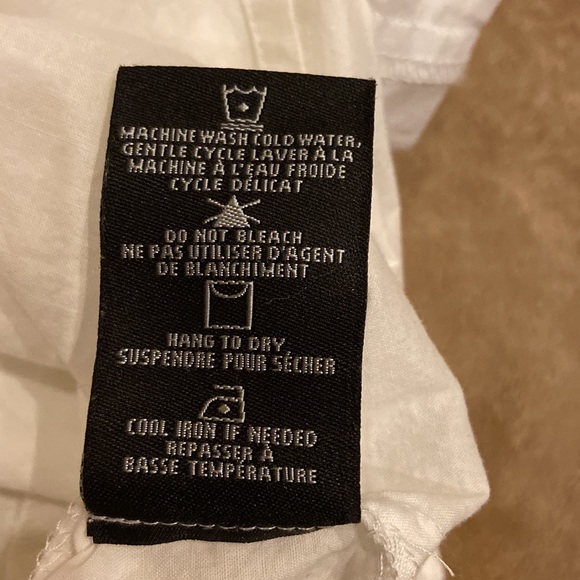 MACHINE WASH COLD WATER,
GENTLE CYCLE LAVER À LA
MACHINE À L'EAU FROIDE
CYCLE DÉLICAT
DO NOT BLEACH
NE PAS UTILISER D'AGENT
DE BLANCHIMENT
HANG TO DRY
SUSPENDRE POUR SÉCHER
COOL IRON IF NEEDED
REPASSER À
BASSE TEMPÉRATURE